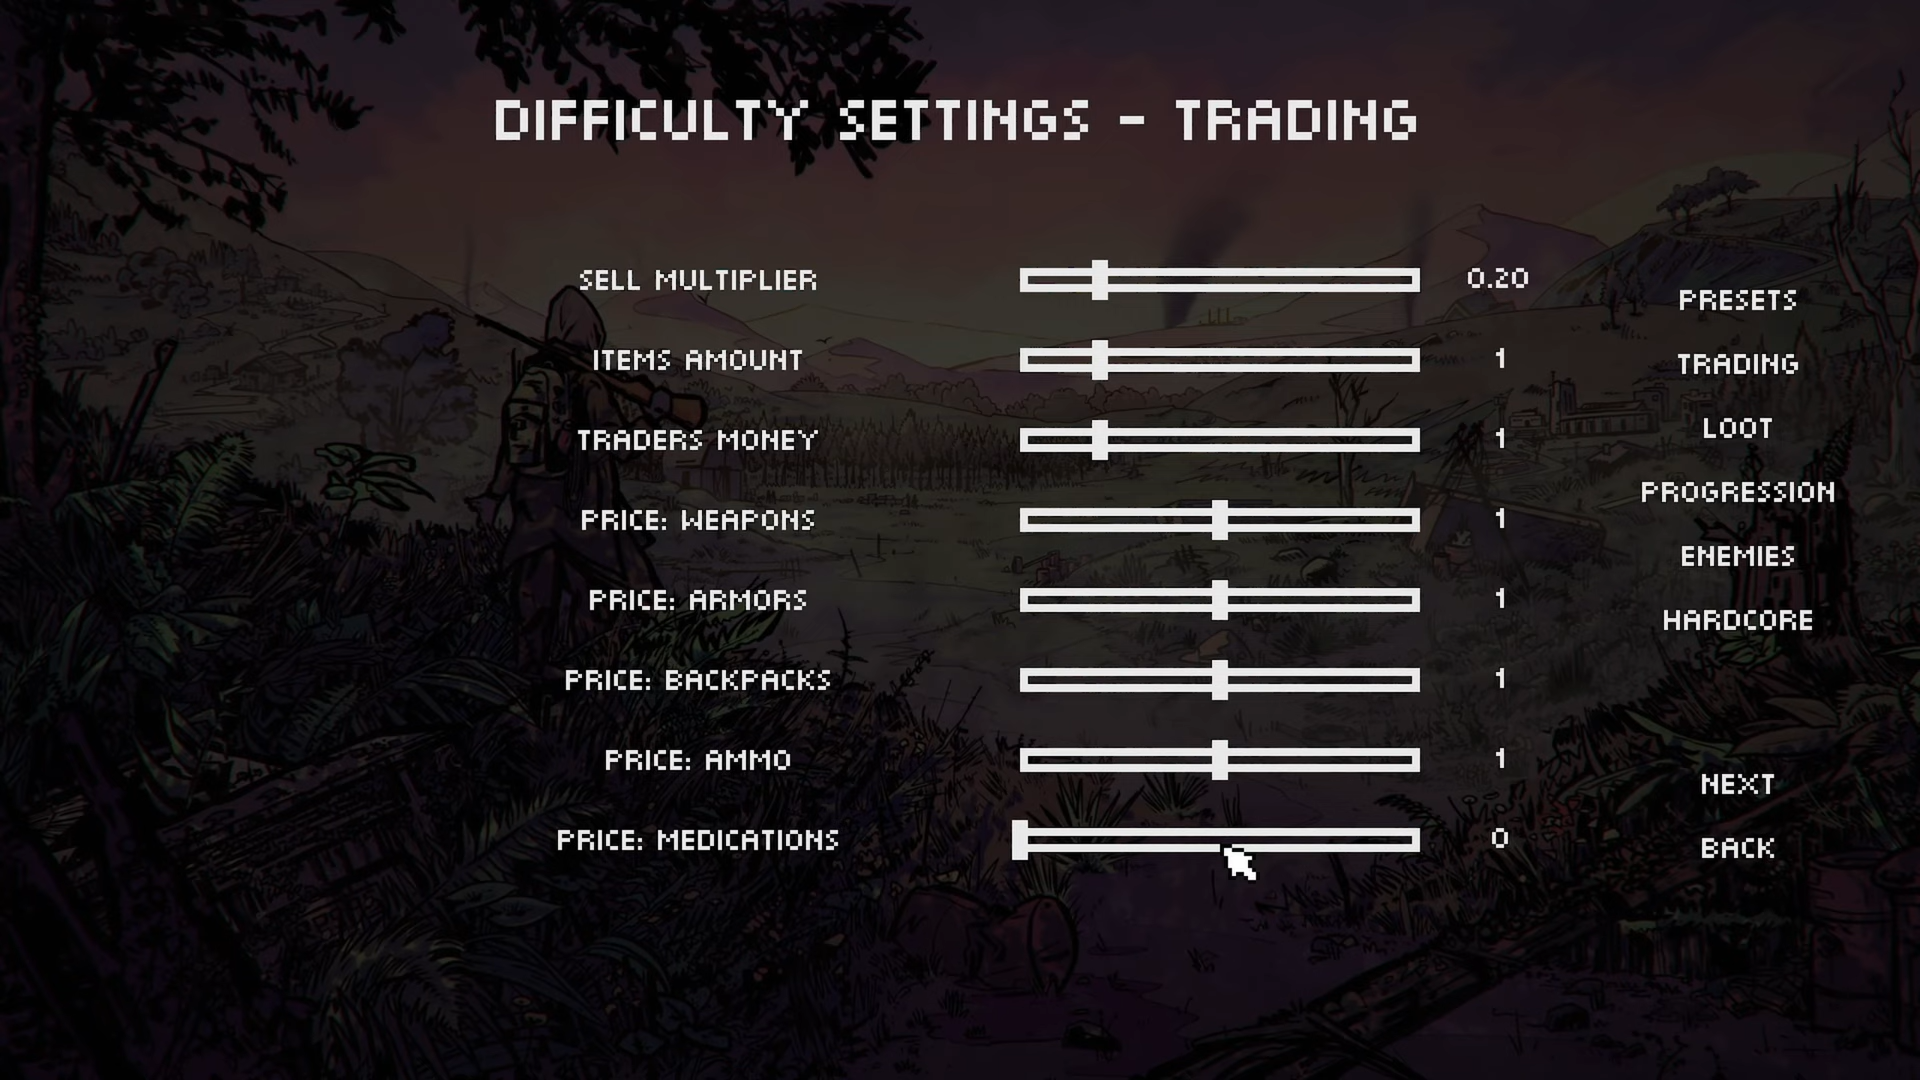 DIFFICULTY SETTINGS - TRADING
SELL MULTIPLIER 0.20
ITEMS AMOUNT 1
TRADERS MONEY 1
PRICE: WEAPONS 1
PRICE: ARMORS 1
PRICE: BACKPACKS 1
PRICE: AMMO 1
PRICE: MEDICATIONS 0
PRESETS
TRADING
LOOT
PROGRESSION
ENEMIES
HARDCORE
NEXT
BACK